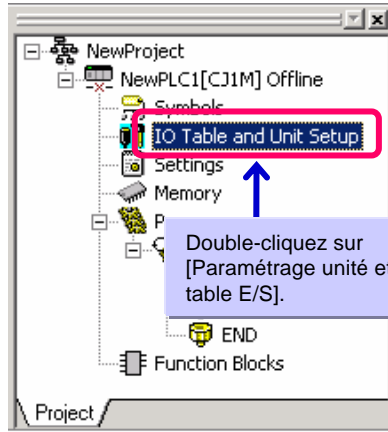 NewProject
NewPLC1[CJ1M] Offline
Symbols
IO Table and Unit Setup
Settings
Memory
Double-cliquez sur
[Paramétrage unité et
table E/S].
END
Function Blocks
Project